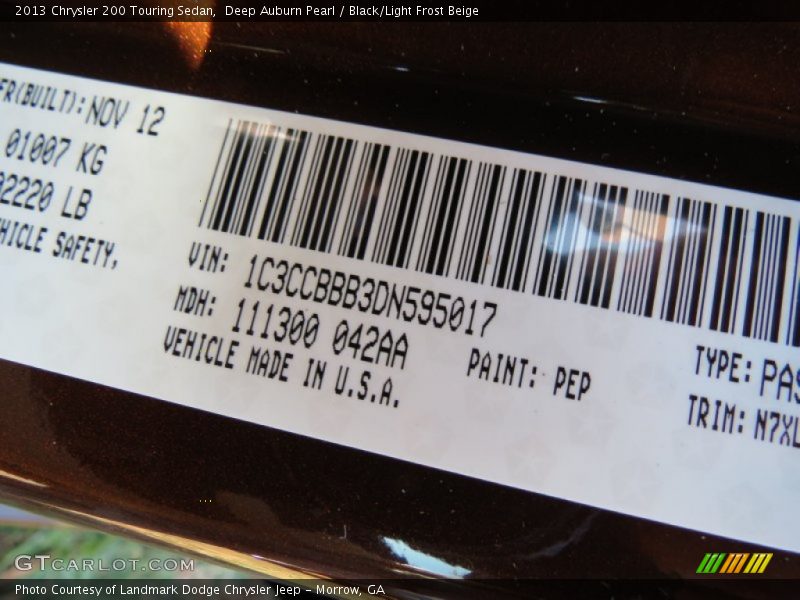 2013 Chrysler 200 Touring Sedan,  Deep Auburn Pearl / Black/Light Frost Beige
FR(BUILT): NOV 12
01007 KG
02220 LB
HICLE SAFETY,
VIN: 1C3CCBBB3DN595017
MDH: 111300 042AA
VEHICLE MADE IN U.S.A.
PAINT: PEP
TYPE: PAS
TRIM: N7XL
GTCARLOT.COM
Photo Courtesy of Landmark Dodge Chrysler Jeep – Morrow, GA